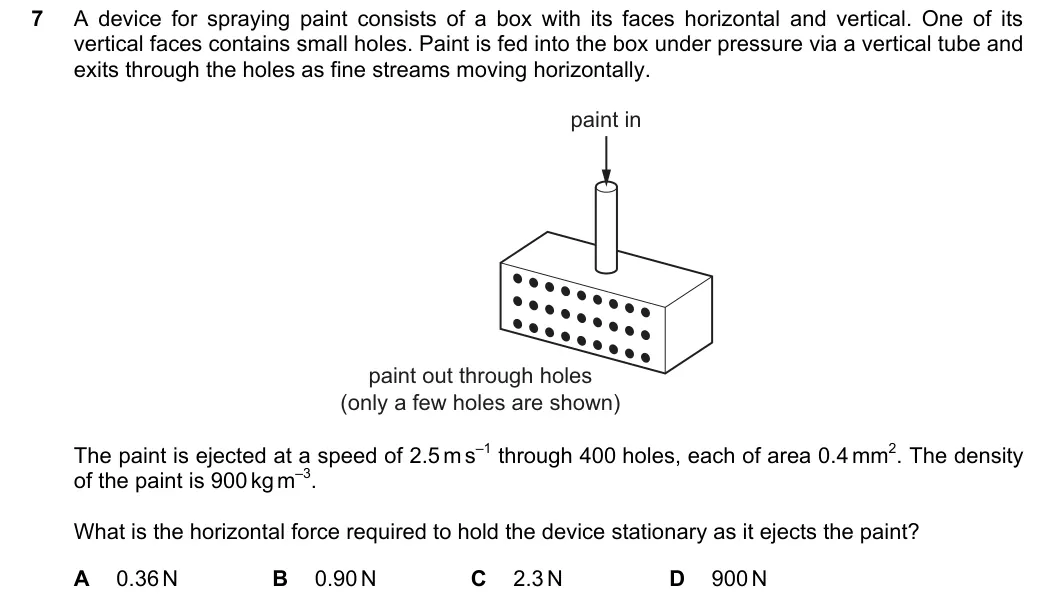 7 A device for spraying paint consists of a box with its faces horizontal and vertical. One of its
vertical faces contains small holes. Paint is fed into the box under pressure via a vertical tube and
exits through the holes as fine streams moving horizontally.
paint in
paint out through holes
(only a few holes are shown)
The paint is ejected at a speed of 2.5 m s⁻¹ through 400 holes, each of area 0.4 mm². The density
of the paint is 900 kg m⁻³.
What is the horizontal force required to hold the device stationary as it ejects the paint?
A 0.36 N B 0.90 N C 2.3 N D 900 N